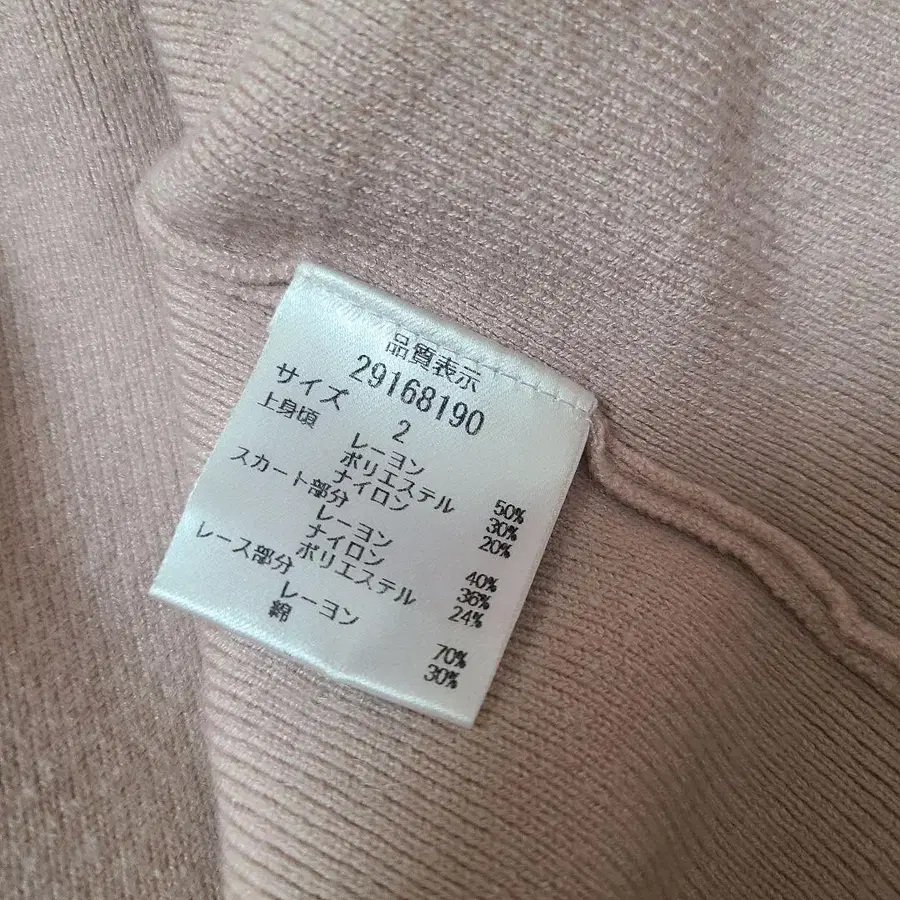 品質表示
29168190
サイズ 2
上身頃
レーヨン 50%
ポリエステル 30%
ナイロン 20%
スカート部分
レーヨン 40%
ナイロン 36%
ポリエステル 24%
レース部分
レーヨン 70%
綿 30%